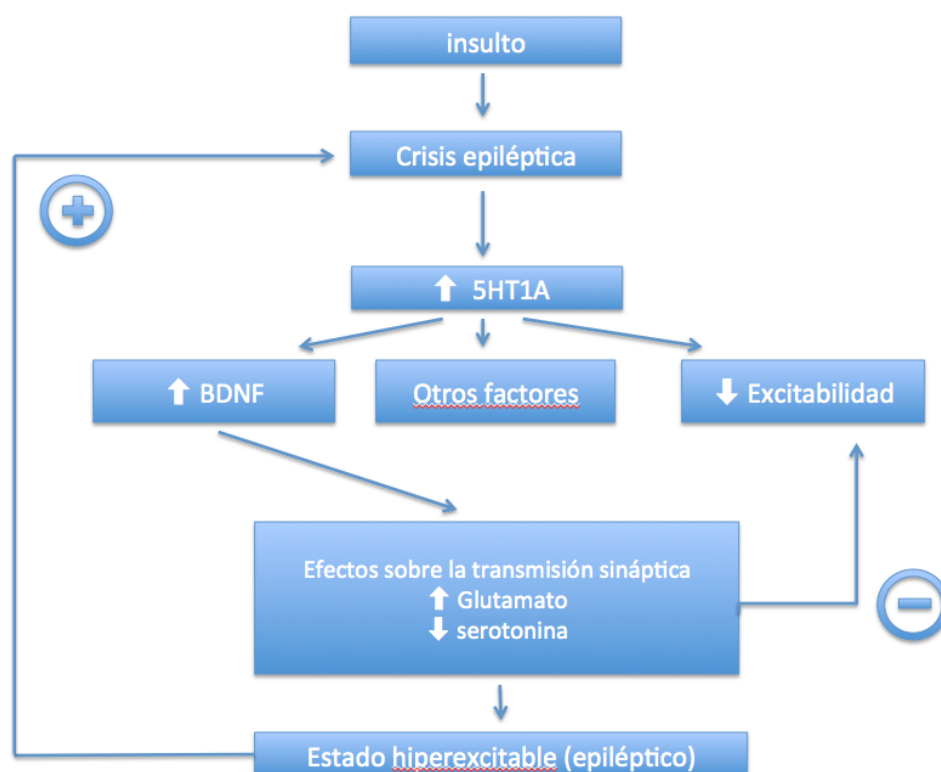 insulto
Crisis epiléptica
⬆ 5HT1A
⬆ BDNF
Otros factores
⬇ Excitabilidad
Efectos sobre la transmisión sináptica
⬆ Glutamato
⬇ serotonina
Estado hiperexcitable (epiléptico)